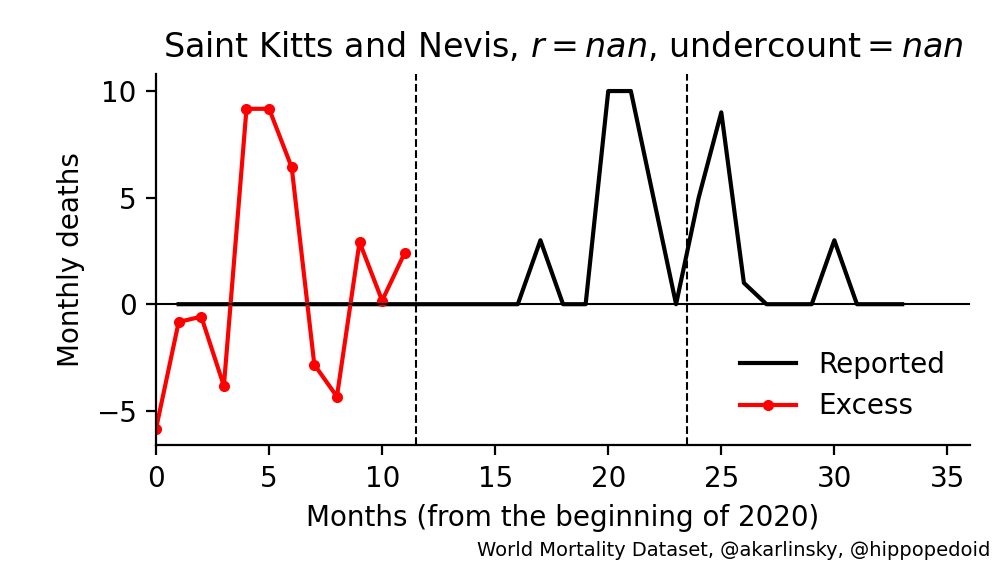 Saint Kitts and Nevis, r = nan, undercount = nan
10
5
0
−5
Monthly deaths
Reported
Excess
0 5 10 15 20 25 30 35
Months (from the beginning of 2020)
World Mortality Dataset, @akarlinsky, @hippopedoid